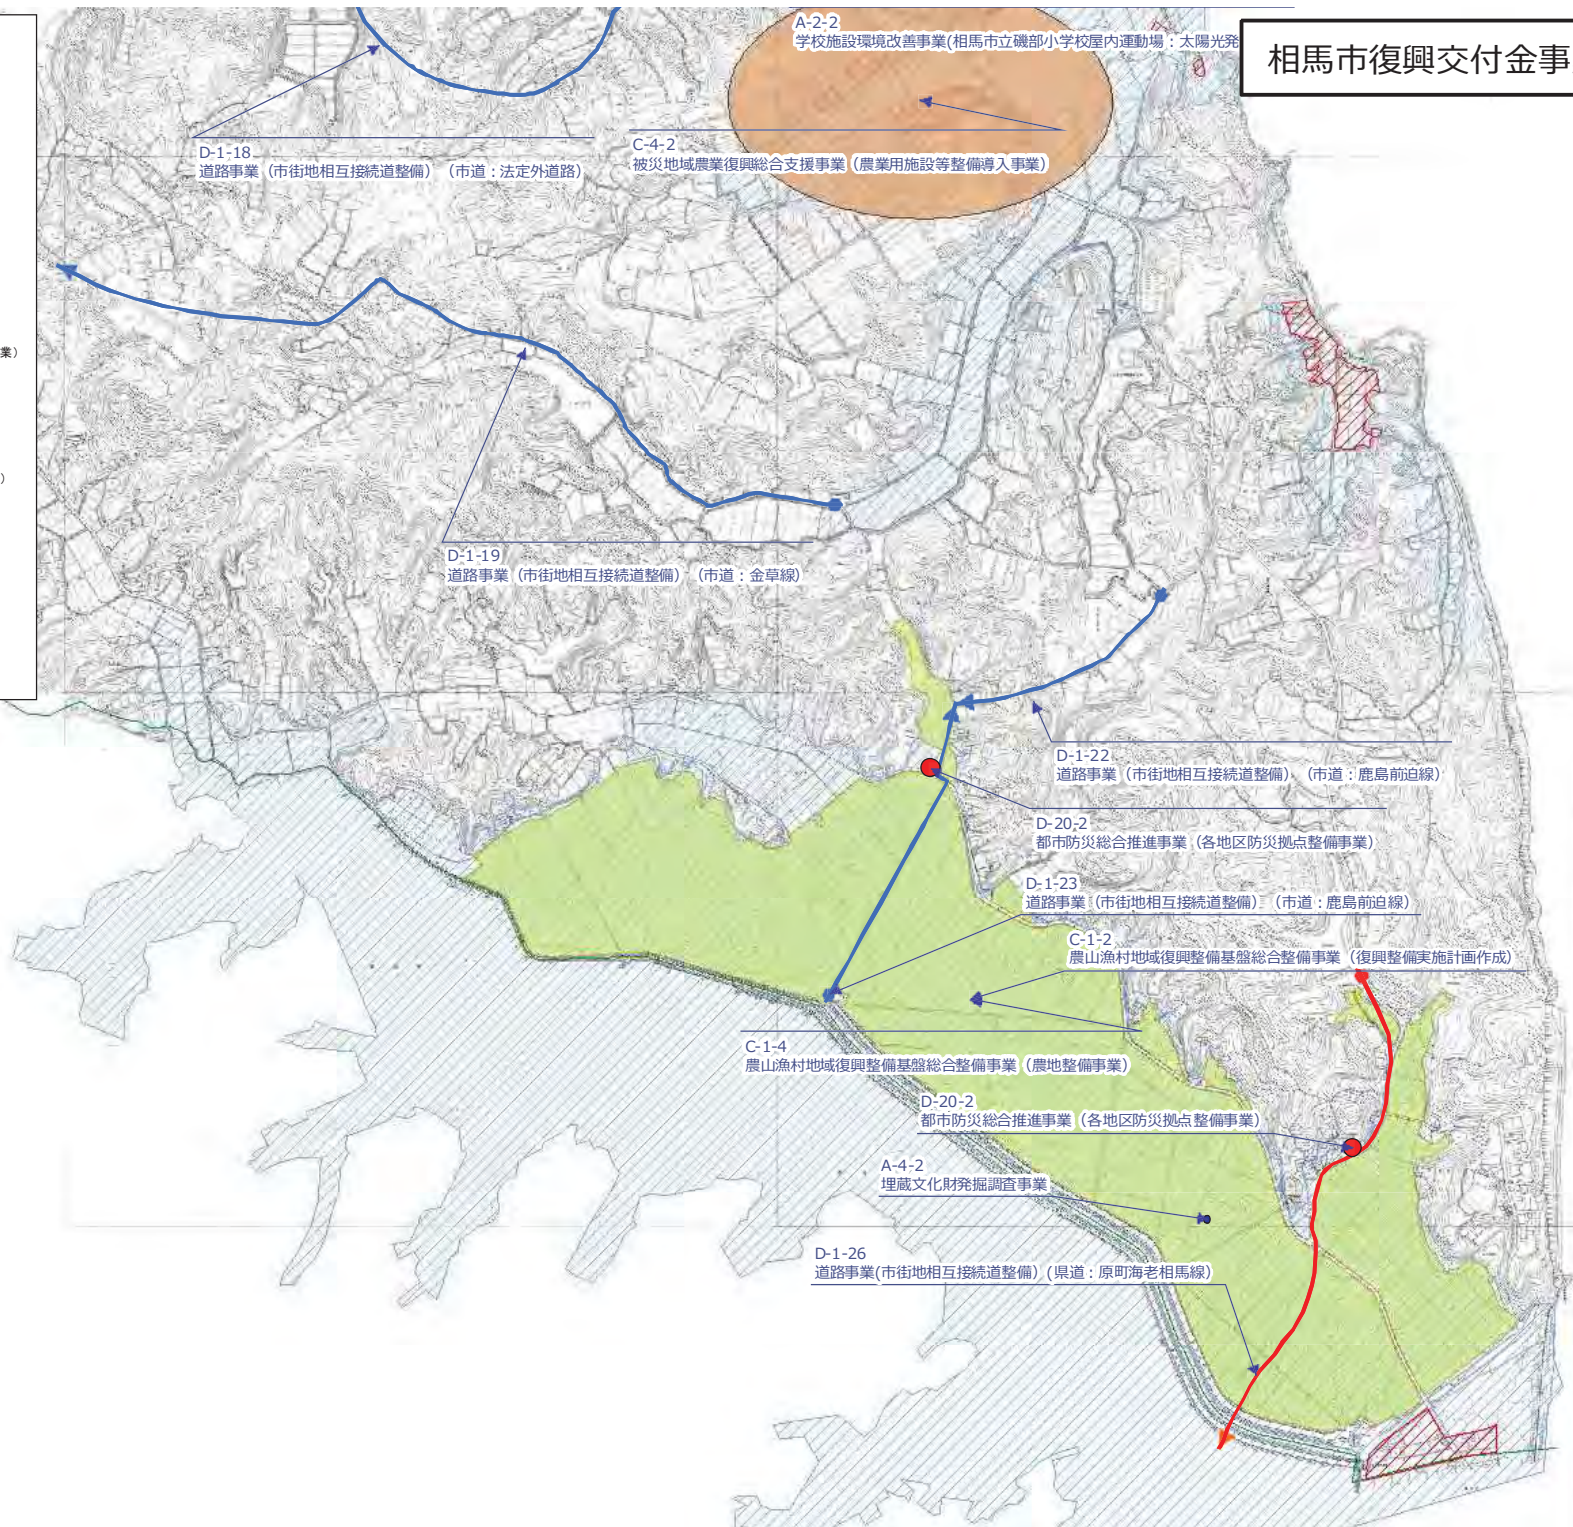 A-2-2
学校施設環境改善事業(相馬市立磯部小学校屋内運動場：太陽光発
相馬市復興交付金事
D-1-18
道路事業（市街地相互接続道整備）（市道：法定外道路）
C-4-2
被災地域農業復興総合支援事業（農業用施設等整備導入事業）
業）
）
D-1-19
道路事業（市街地相互接続道整備）（市道：金草線）
D-1-22
道路事業（市街地相互接続道整備）（市道：鹿島前迫線）
D-20-2
都市防災総合推進事業（各地区防災拠点整備事業）
D-1-23
道路事業（市街地相互接続道整備）（市道：鹿島前迫線）
C-1-2
農山漁村地域復興整備基盤総合整備事業（復興整備実施計画作成）
C-1-4
農山漁村地域復興整備基盤総合整備事業（農地整備事業）
D-20-2
都市防災総合推進事業（各地区防災拠点整備事業）
A-4-2
埋蔵文化財発掘調査事業
D-1-26
道路事業(市街地相互接続道整備）(県道：原町海老相馬線）